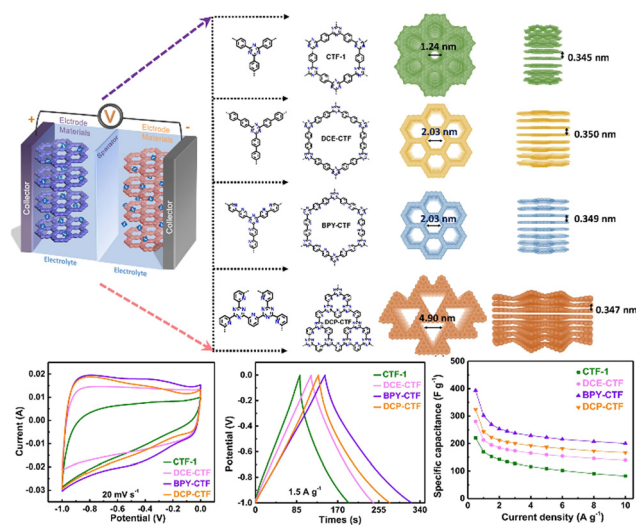 CTF-1
1.24 nm
0.345 nm
+
V
-
Elctrode
Materials
Sparator
Elctrode
Materials
Collector
Collector
Electrolyte
Electrolyte
DCE-CTF
2.03 nm
0.350 nm
BPY-CTF
2.03 nm
0.349 nm
DCP-CTF
4.90 nm
0.347 nm
Current (A)
0.02
0.01
0.00
-0.01
-0.02
-0.03
CTF-1
DCE-CTF
BPY-CTF
DCP-CTF
20 mV s⁻¹
-1.0 -0.8 -0.6 -0.4 -0.2 0.0
Potential (V)
Potential (V)
0.0
-0.2
-0.4
-0.6
-0.8
-1.0
CTF-1
DCE-CTF
BPY-CTF
DCP-CTF
1.5 A g⁻¹
0 85 170 255 340
Times (s)
Specific capacitance (F g⁻¹)
500
400
300
200
100
0
CTF-1
DCE-CTF
BPY-CTF
DCP-CTF
0 2 4 6 8 10
Current density (A g⁻¹)